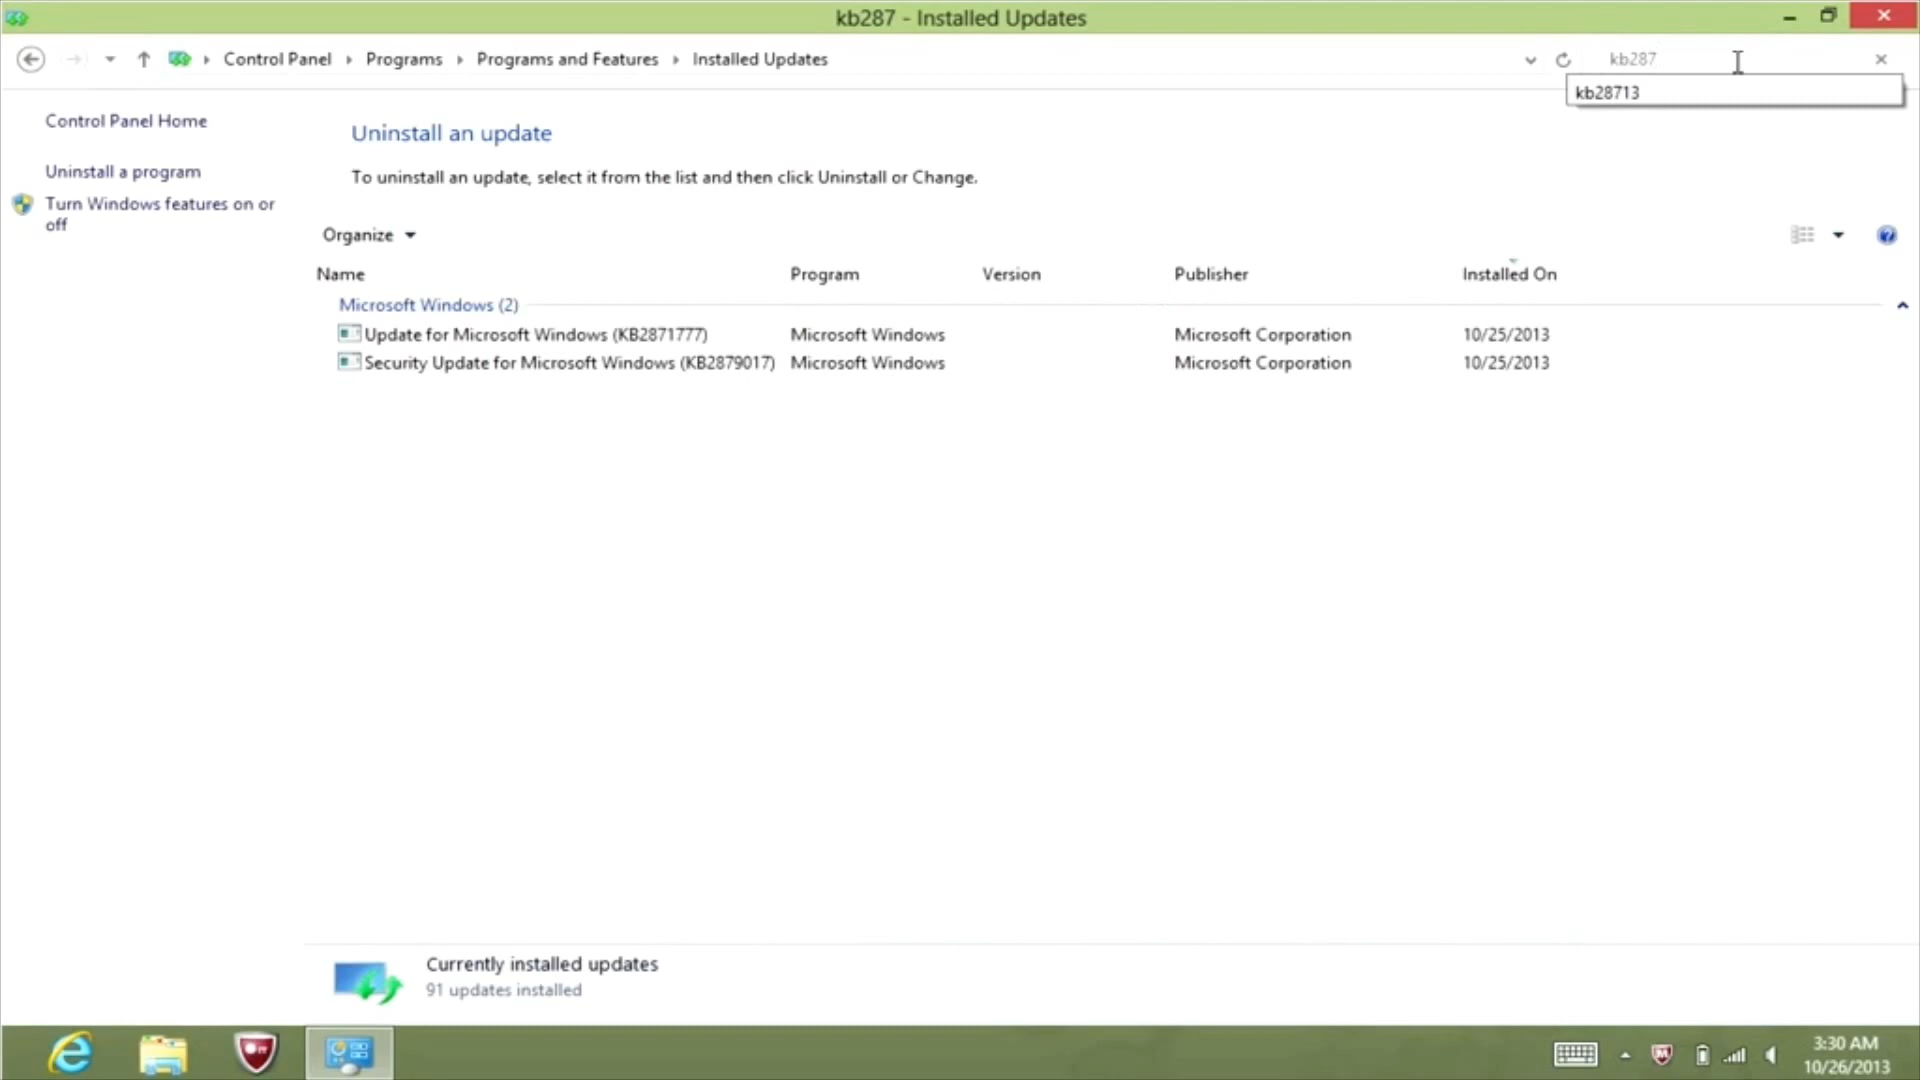 kb287 - Installed Updates
Control Panel Programs Programs and Features Installed Updates
kb287
kb28713
Control Panel Home
Uninstall a program
Turn Windows features on or
off
Uninstall an update
To uninstall an update, select it from the list and then click Uninstall or Change.
Organize
Name Program Version Publisher Installed On
Microsoft Windows (2)
Update for Microsoft Windows (KB2871777) Microsoft Windows Microsoft Corporation 10/25/2013
Security Update for Microsoft Windows (KB2879017) Microsoft Windows Microsoft Corporation 10/25/2013
Currently installed updates
91 updates installed
3:30 AM
10/26/2013